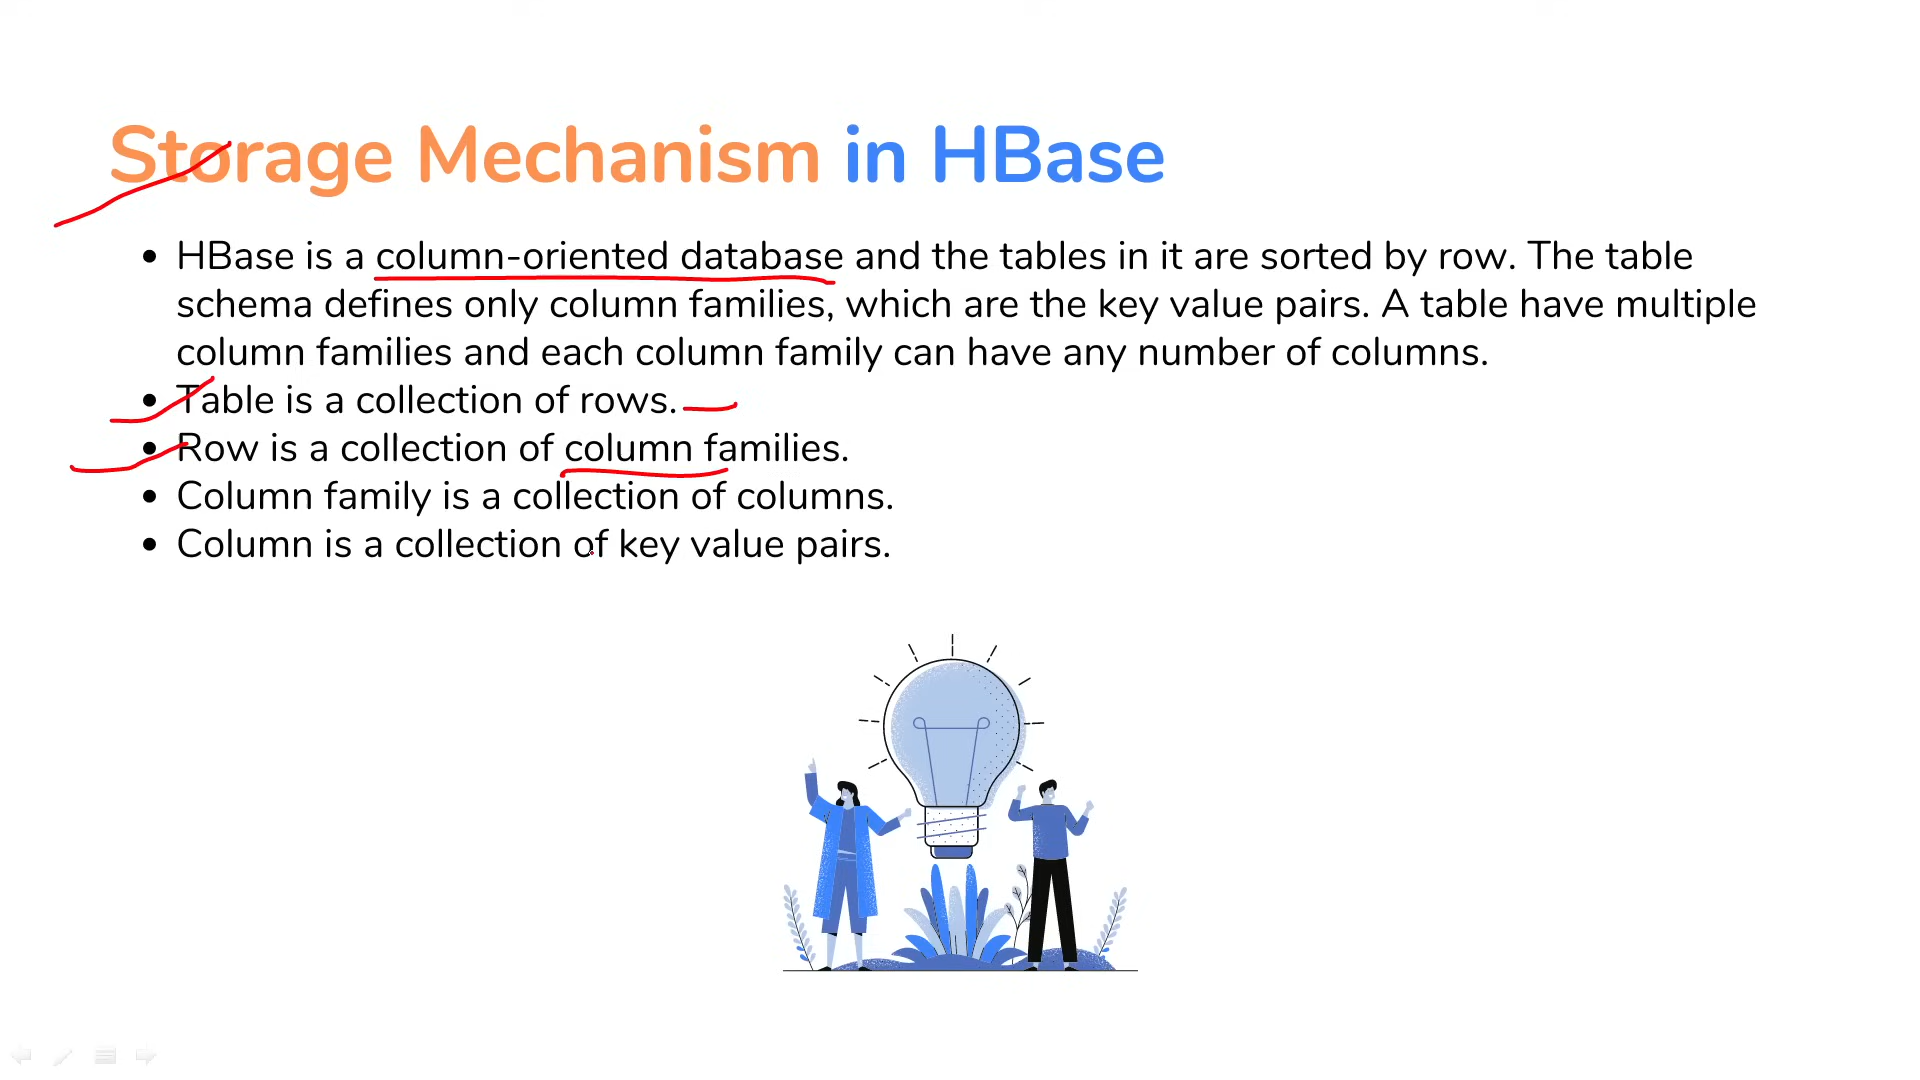 Storage Mechanism in HBase
• HBase is a column-oriented database and the tables in it are sorted by row. The table
schema defines only column families, which are the key value pairs. A table have multiple
column families and each column family can have any number of columns.
• Table is a collection of rows.
• Row is a collection of column families.
• Column family is a collection of columns.
• Column is a collection of key value pairs.